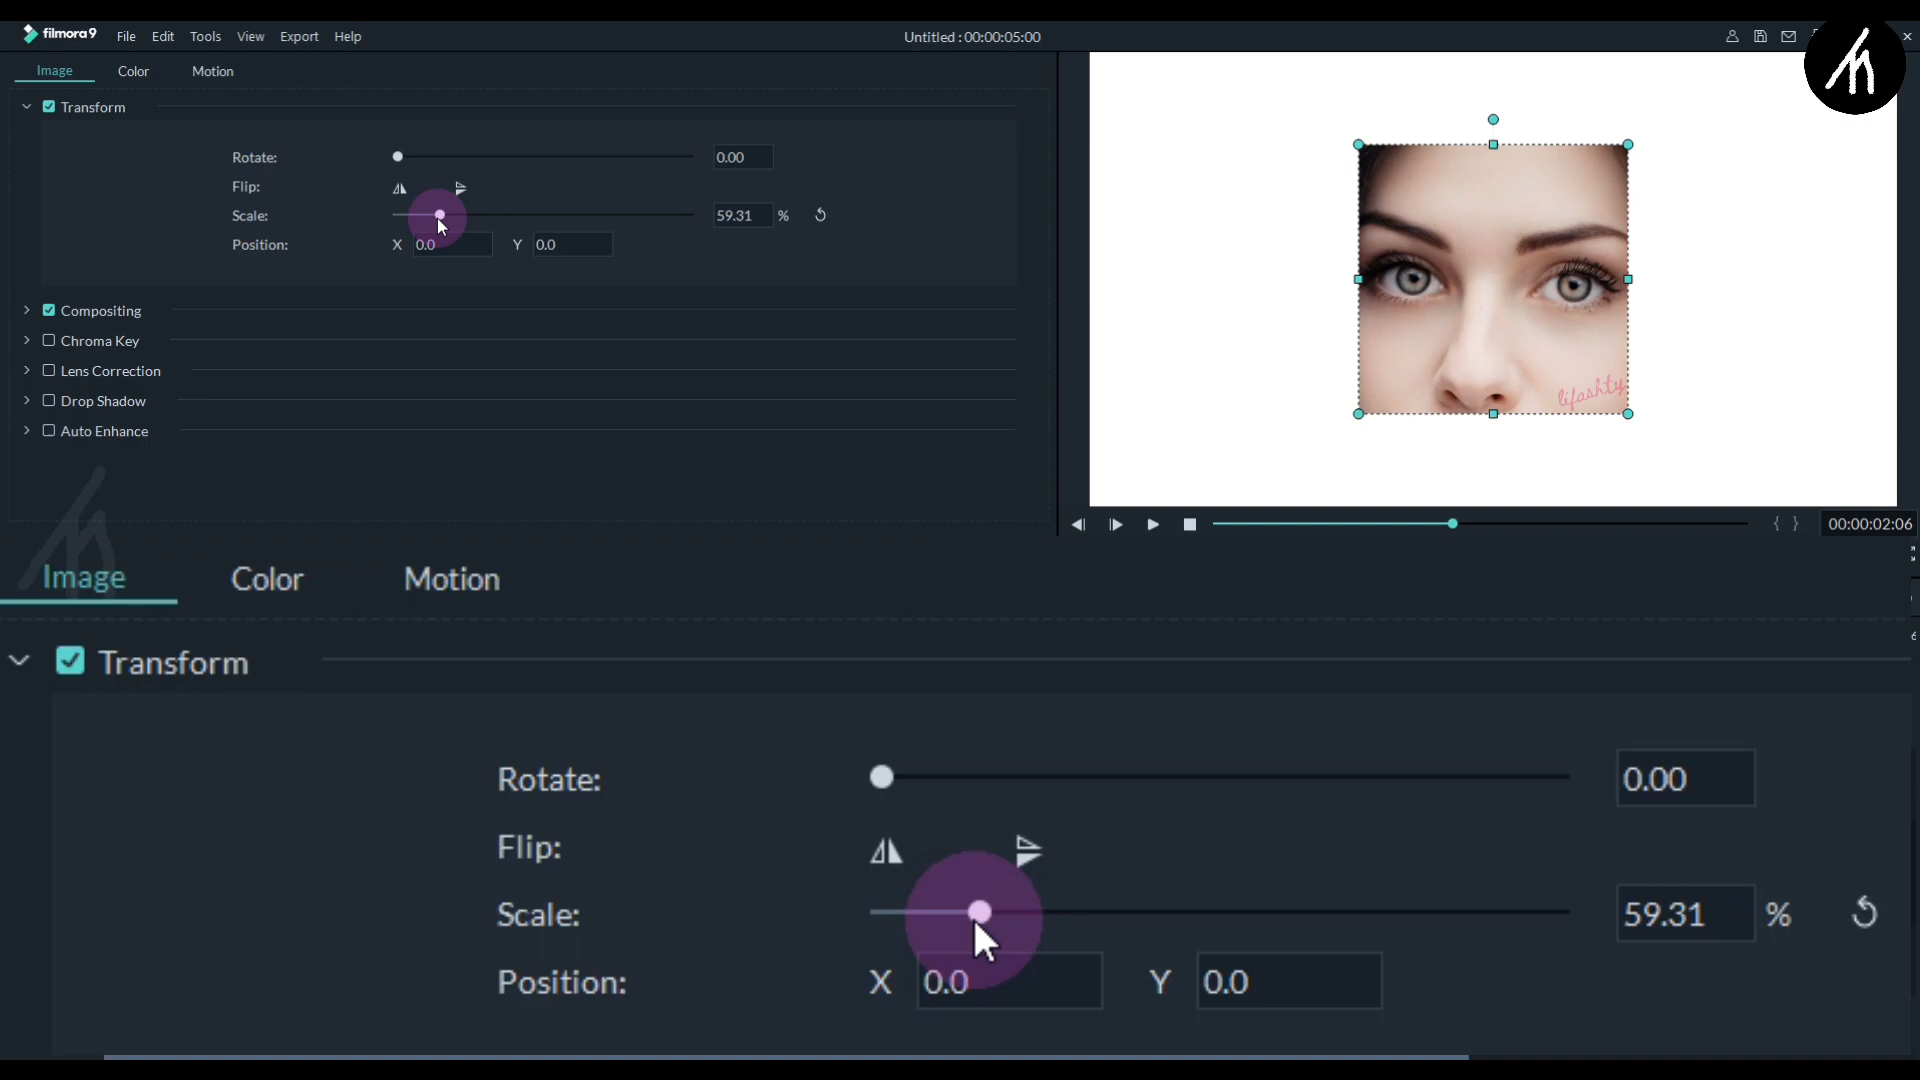 filmora9 File Edit Tools View Export Help
Untitled : 00:00:05:00
Image Color Motion
Transform
Rotate: 0.00
Flip:
Scale: 59.31 %
Position: X 0.0 Y 0.0
Compositing
Chroma Key
Lens Correction
Drop Shadow
Auto Enhance
lifashty
{ } 00:00:02:06
Image Color Motion
Transform
Rotate: 0.00
Flip:
Scale: 59.31 %
Position: X 0.0 Y 0.0